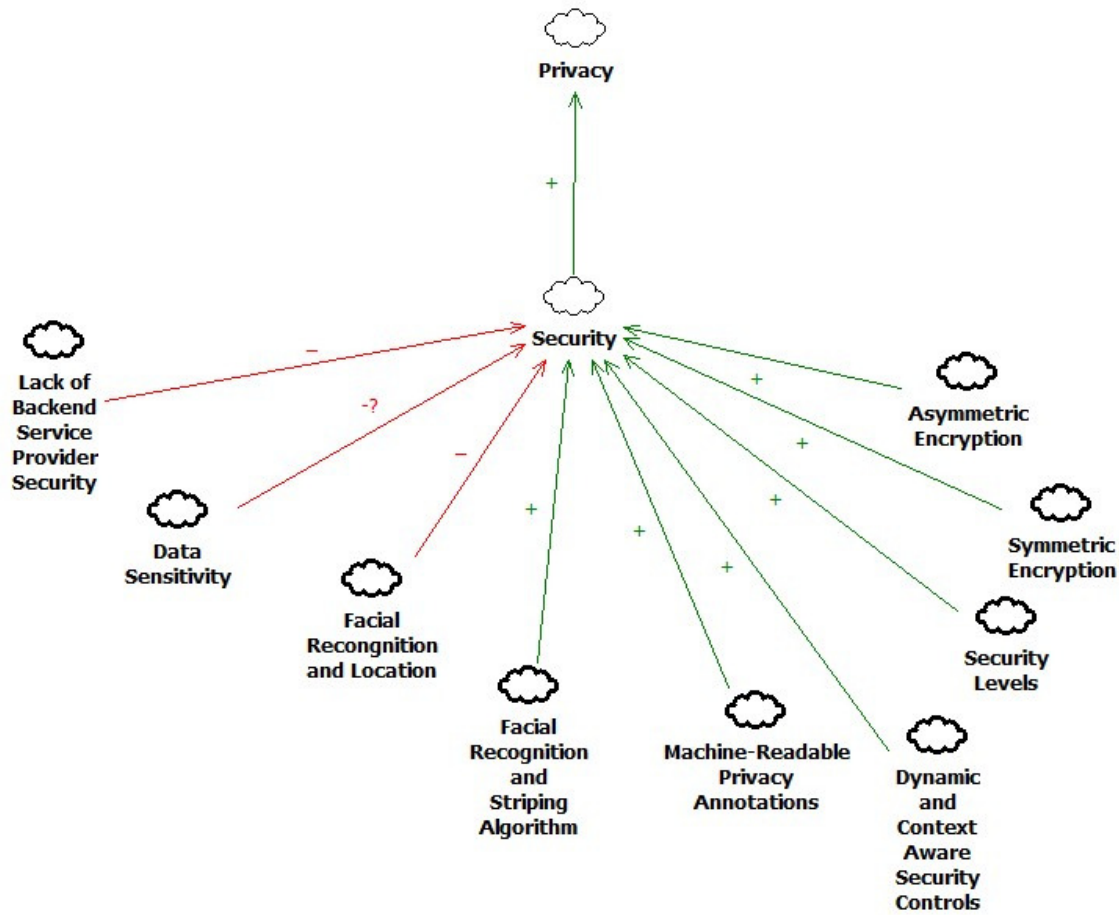 Privacy
+
Security
Lack of
Backend
Service
Provider
Security
–
Data
Sensitivity
-?
Facial
Recongnition
and Location
–
Facial
Recognition
and
Striping
Algorithm
+
Machine-Readable
Privacy
Annotations
+
Dynamic
and
Context
Aware
Security
Controls
+
Security
Levels
+
Symmetric
Encryption
+
Asymmetric
Encryption
+